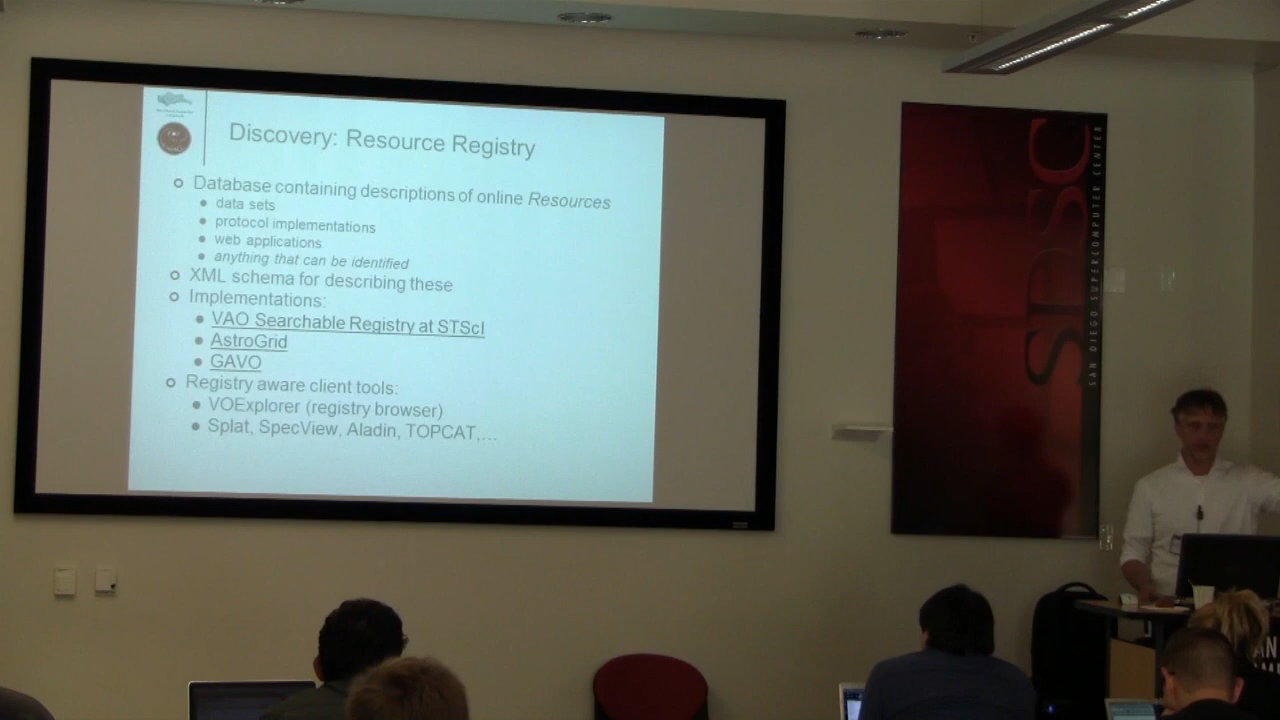 Discovery: Resource Registry
Database containing descriptions of online Resources
data sets
protocol implementations
web applications
anything that can be identified
XML schema for describing these
Implementations:
VAO Searchable Registry at STScI
AstroGrid
GAVO
Registry aware client tools:
VOExplorer (registry browser)
Splat, SpecView, Aladin, TOPCAT,...
SDSC
SAN DIEGO SUPERCOMPUTER CENTER